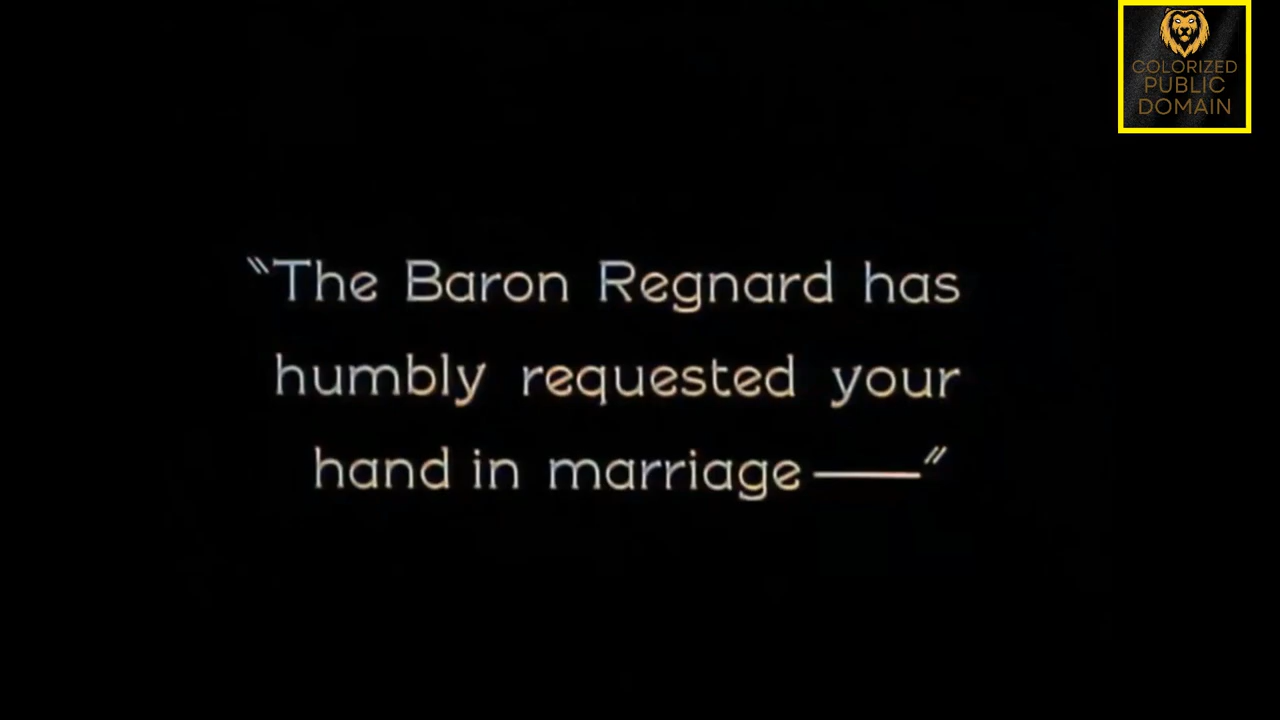 COLORIZED
PUBLIC
DOMAIN
"The Baron Regnard has
humbly requested your
hand in marriage——"